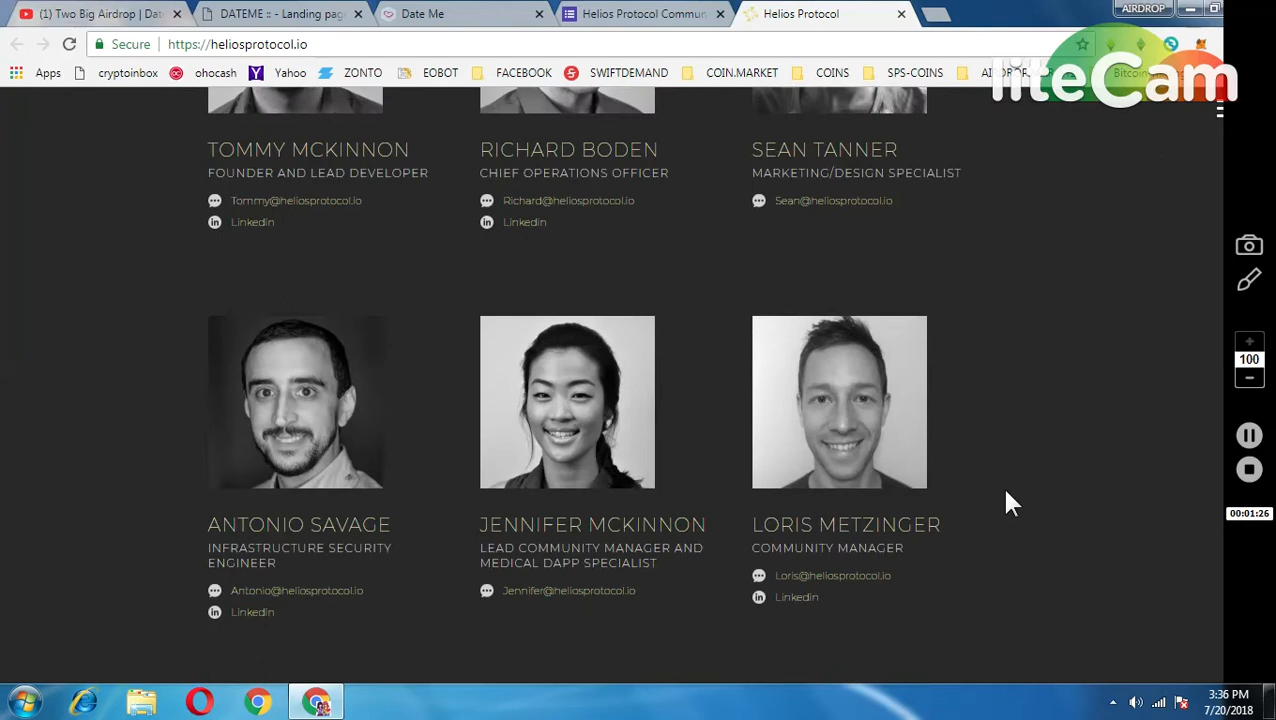 (1) Two Big Airdrop | Dat
DATEME :: - Landing pag
Date Me
Helios Protocol Commun
Helios Protocol
AIRDROP
Secure
https://heliosprotocol.io
Apps
cryptoinbox
ohocash
Yahoo
EOBOT
FACEBOOK
SWIFTDEMAND
COIN.MARKET
COINS
SPS-COINS
liteCam
TOMMY MCKINNON
FOUNDER AND LEAD DEVELOPER
Tommy@heliosprotocol.io
Linkedin
RICHARD BODEN
CHIEF OPERATIONS OFFICER
Richard@heliosprotocol.io
Linkedin
SEAN TANNER
MARKETING/DESIGN SPECIALIST
Sean@heliosprotocol.io
ANTONIO SAVAGE
INFRASTRUCTURE SECURITY
ENGINEER
Antonio@heliosprotocol.io
Linkedin
JENNIFER MCKINNON
LEAD COMMUNITY MANAGER AND
MEDICAL DAPP SPECIALIST
Jennifer@heliosprotocol.io
LORIS METZINGER
COMMUNITY MANAGER
Loris@heliosprotocol.io
Linkedin
100
00:01:26
3:36 PM
7/20/2018